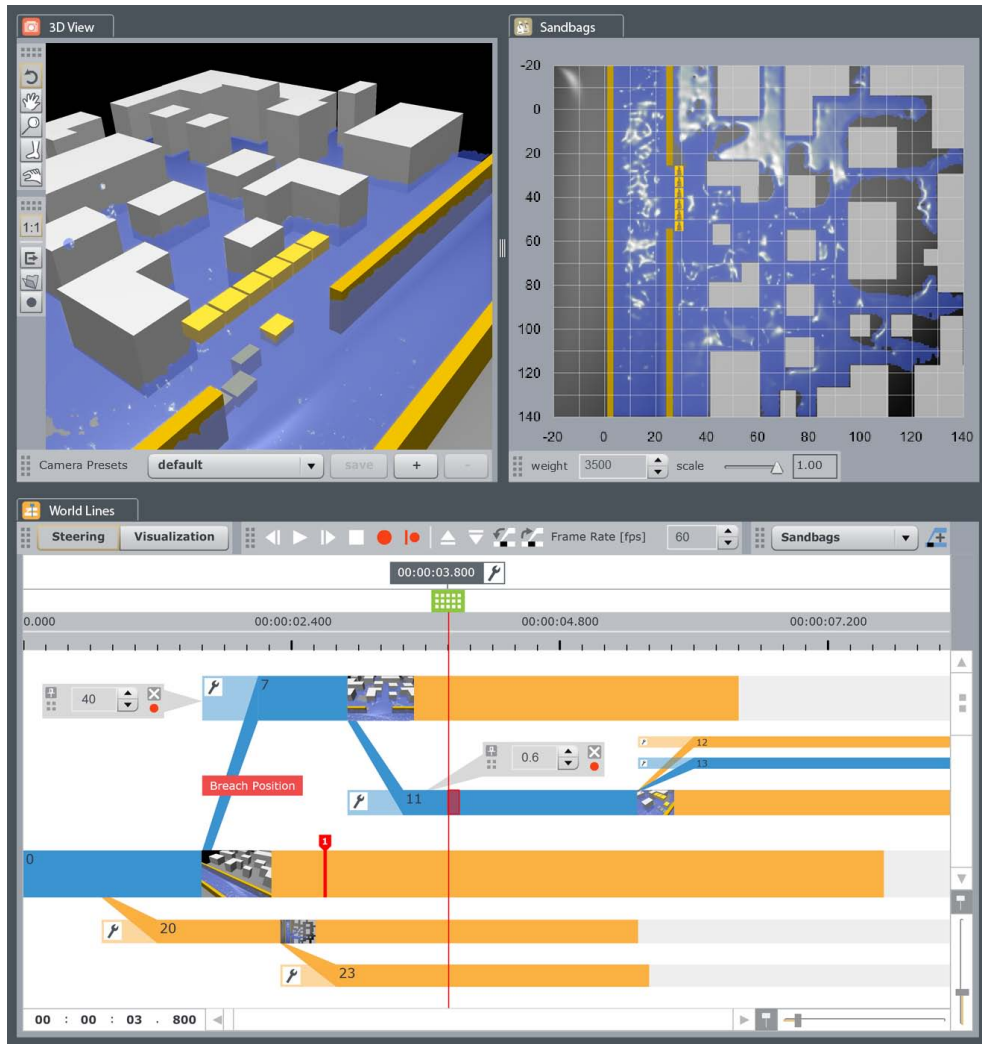 3D View
Sandbags
-20
0
20
40
60
80
100
120
140
-20 0 20 40 60 80 100 120 140
1:1
Camera Presets default save + -
weight 3500 scale 1.00
World Lines
Steering Visualization Frame Rate [fps] 60 Sandbags
00:00:03.800
0.000 00:00:02.400 00:00:04.800 00:00:07.200
40
7
12
0.6
13
Breach Position
11
1
0
20
23
00 : 00 : 03 . 800